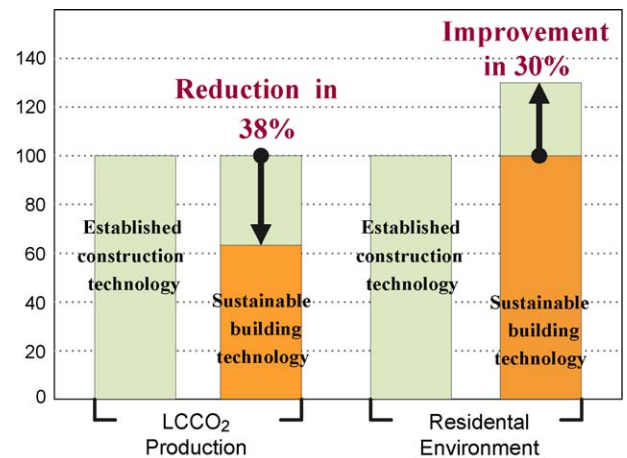 Improvement
in 30%
Reduction in
38%
140
120
100
80
60
40
20
0
Established
construction
technology
Sustainable
building
technology
Established
construction
technology
Sustainable
building
technology
LCCO₂
Production
Residental
Environment